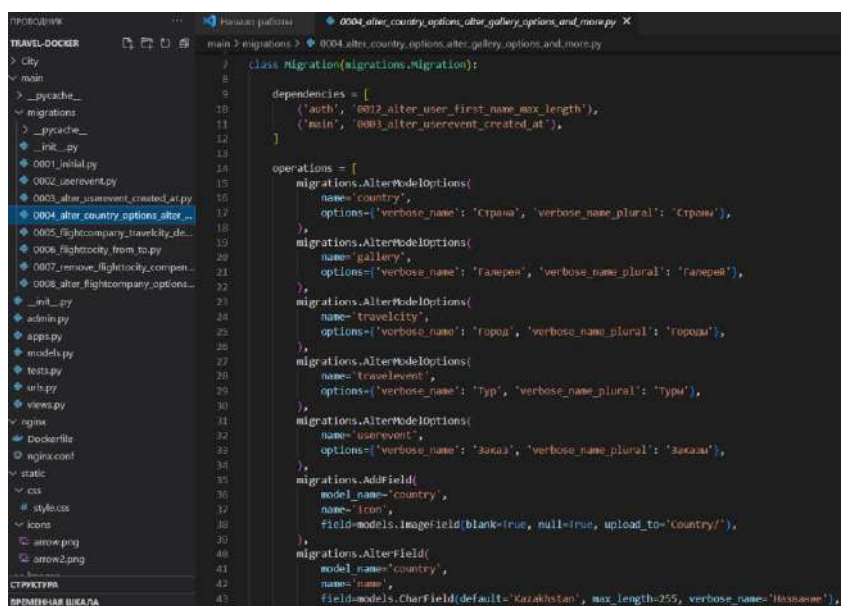 ПРОВОДНИК
TRAVEL-DOCKER
City
main
__pycache__
migrations
__pycache__
__init__.py
0001_initial.py
0002_userevent.py
0003_alter_userevent_created_at.py
0004_alter_country_options_alter_...
0005_flightcompany_travelcity_de...
0006_flighttocity_from_to.py
0007_remove_flighttocity_compan...
0008_alter_flightcompany_options...
__init__.py
admin.py
apps.py
models.py
tests.py
urls.py
views.py
nginx
Dockerfile
nginx.conf
static
css
style.css
icons
arrow.png
arrow2.png
СТРУКТУРА
ВРЕМЕННАЯ ШКАЛА
Начало работы
0004_alter_country_options_alter_gallery_options_and_more.py
main > migrations > 0004_alter_country_options_alter_gallery_options_and_more.py
7 class Migration(migrations.Migration):
8
9 dependencies = [
10 ('auth', '0012_alter_user_first_name_max_length'),
11 ('main', '0003_alter_userevent_created_at'),
12 ]
13
14 operations = [
15 migrations.AlterModelOptions(
16 name='country',
17 options={'verbose_name': 'Страна', 'verbose_name_plural': 'Страны'},
18 ),
19 migrations.AlterModelOptions(
20 name='gallery',
21 options={'verbose_name': 'Галерея', 'verbose_name_plural': 'Галерей'},
22 ),
23 migrations.AlterModelOptions(
24 name='travelcity',
25 options={'verbose_name': 'Город', 'verbose_name_plural': 'Города'},
26 ),
27 migrations.AlterModelOptions(
28 name='travelevent',
29 options={'verbose_name': 'Тур', 'verbose_name_plural': 'Туры'},
30 ),
31 migrations.AlterModelOptions(
32 name='userevent',
33 options={'verbose_name': 'Заказ', 'verbose_name_plural': 'Заказы'},
34 ),
35 migrations.AddField(
36 model_name='country',
37 name='icon',
38 field=models.ImageField(blank=True, null=True, upload_to='Country/'),
39 ),
40 migrations.AlterField(
41 model_name='country',
42 name='name',
43 field=models.CharField(default='Kazakhstan', max_length=255, verbose_name='Название'),